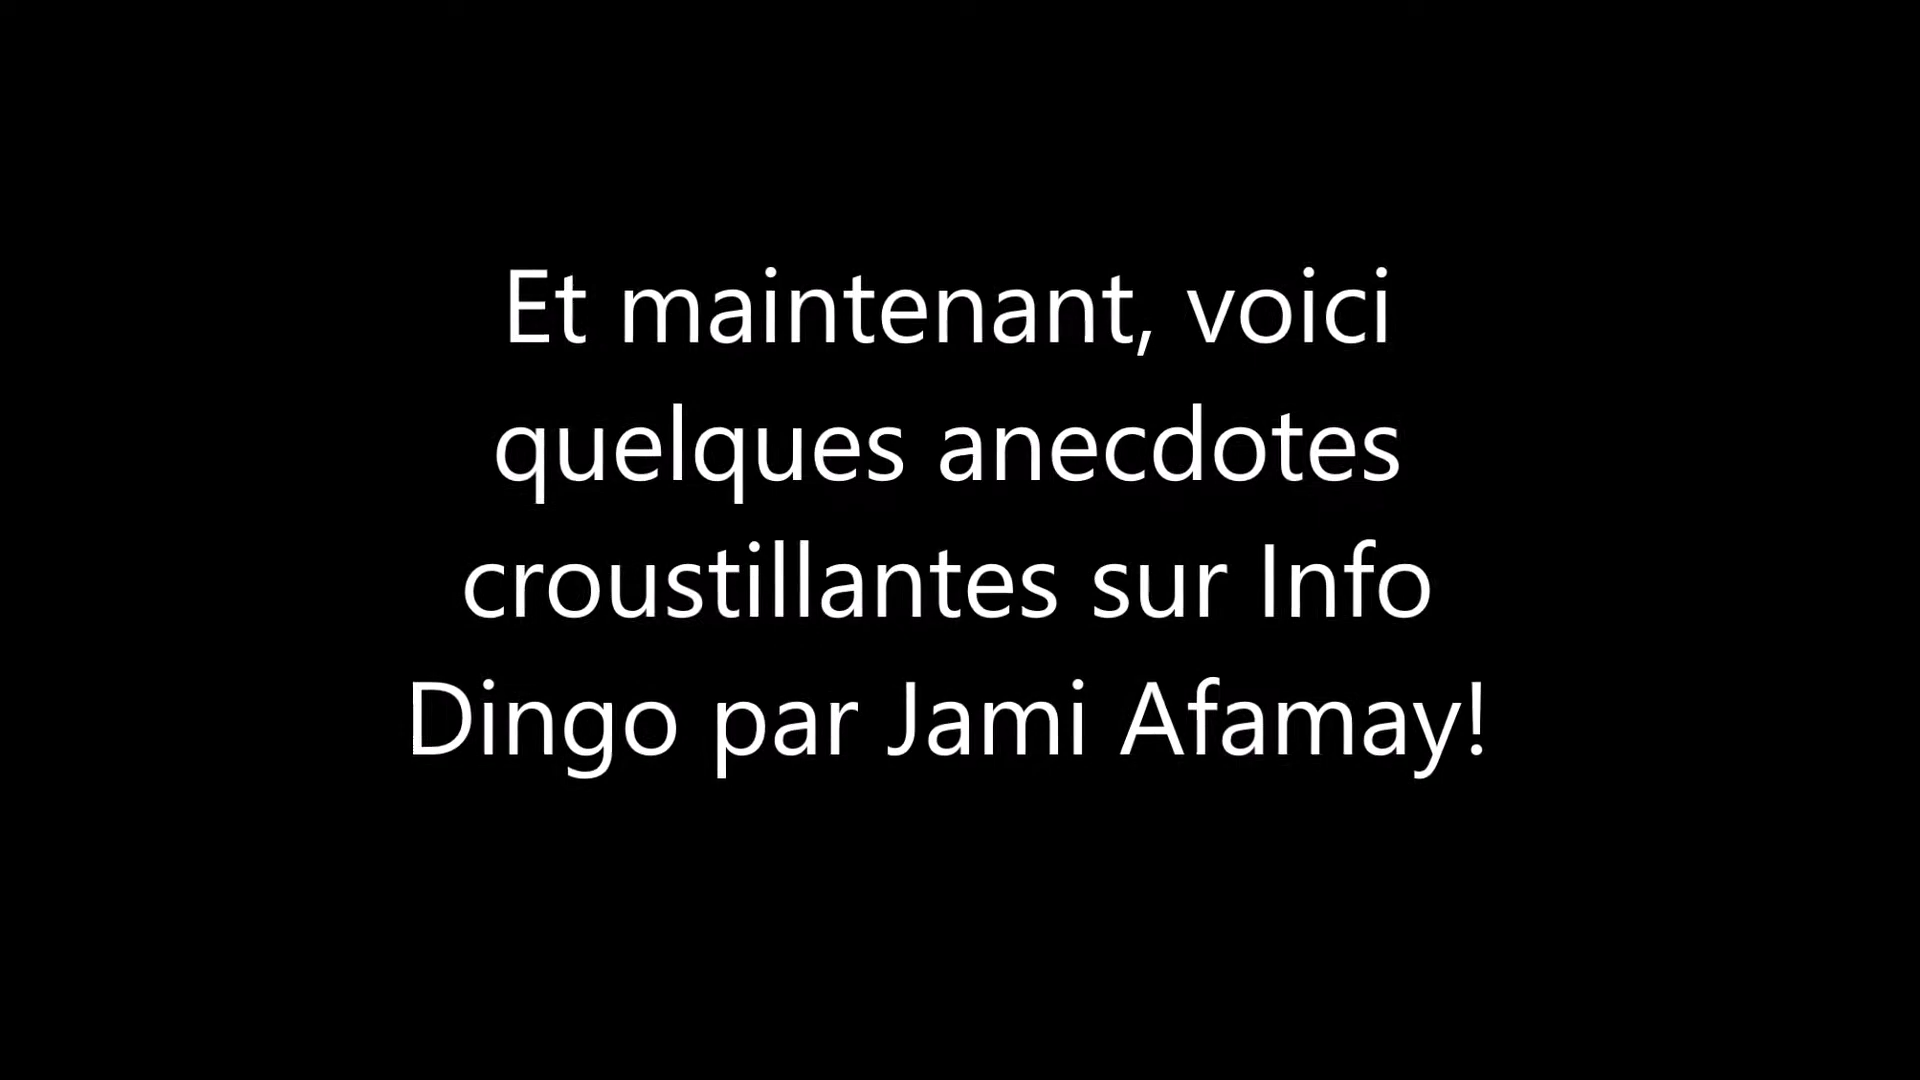 Et maintenant, voici
quelques anecdotes
croustillantes sur Info
Dingo par Jami Afamay!